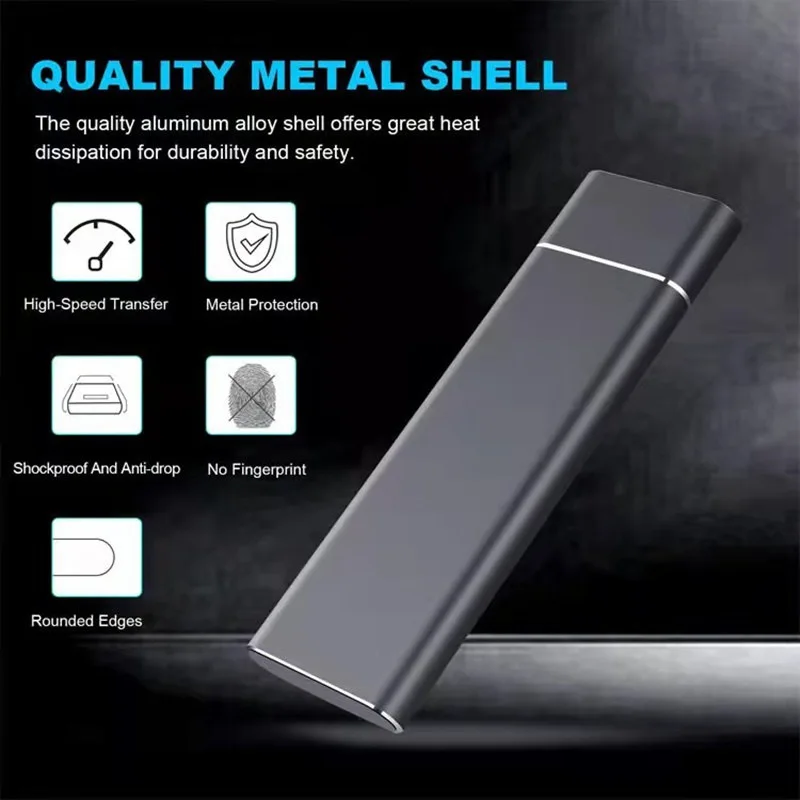 QUALITY METAL SHELL
The quality aluminum alloy shell offers great heat
dissipation for durability and safety.
High-Speed Transfer
Metal Protection
Shockproof And Anti-drop
No Fingerprint
Rounded Edges